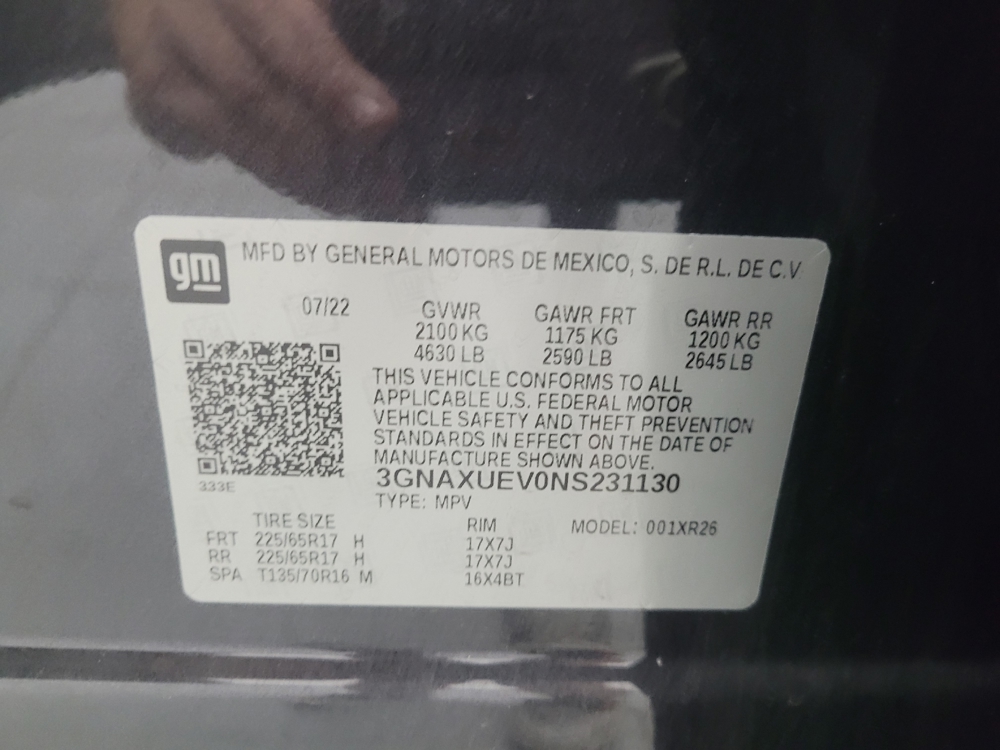 gm
MFD BY GENERAL MOTORS DE MEXICO, S. DE R.L. DE C.V
07/22 GVWR GAWR FRT GAWR RR
2100 KG 1175 KG 1200 KG
4630 LB 2590 LB 2645 LB
THIS VEHICLE CONFORMS TO ALL
APPLICABLE U.S. FEDERAL MOTOR
VEHICLE SAFETY AND THEFT PREVENTION
STANDARDS IN EFFECT ON THE DATE OF
MANUFACTURE SHOWN ABOVE.
333E
3GNAXUEV0NS231130
TYPE: MPV
TIRE SIZE RIM MODEL: 001XR26
FRT 225/65R17 H 17X7J
RR 225/65R17 H 17X7J
SPA T135/70R16 M 16X4BT